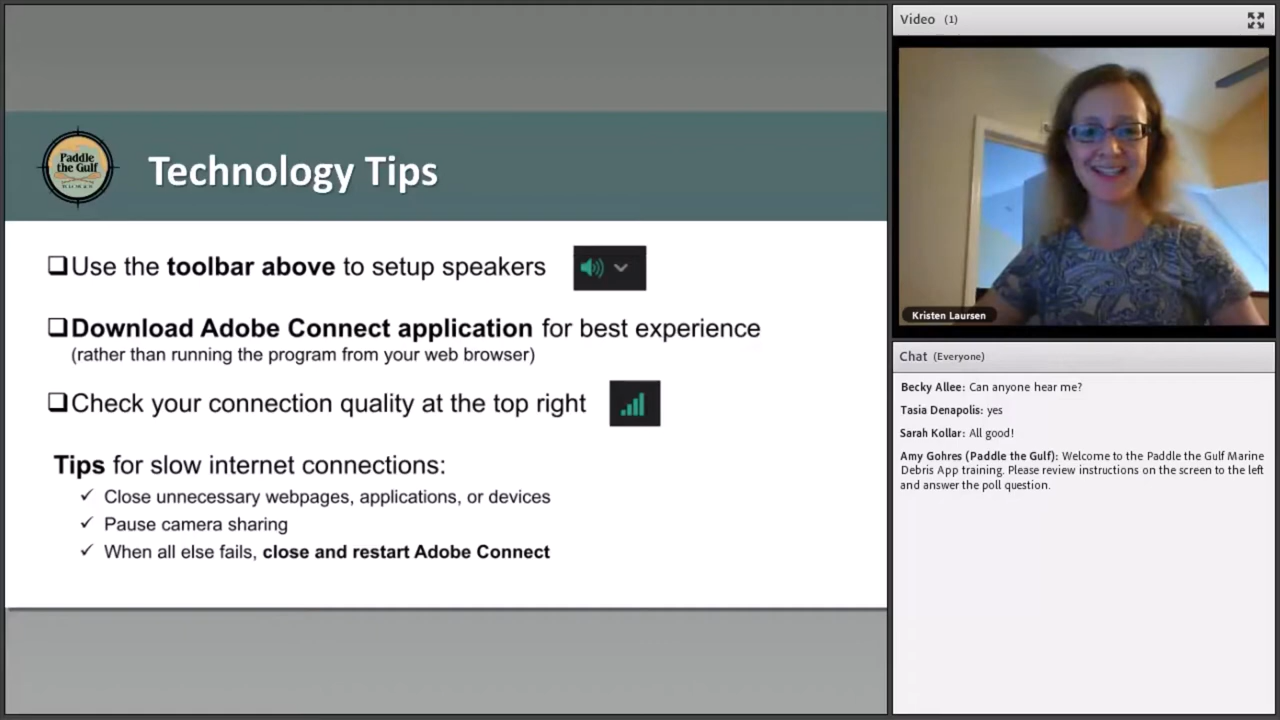 Paddle
the Gulf
Technology Tips
Use the toolbar above to setup speakers
Download Adobe Connect application for best experience
(rather than running the program from your web browser)
Check your connection quality at the top right
Tips for slow internet connections:
Close unnecessary webpages, applications, or devices
Pause camera sharing
When all else fails, close and restart Adobe Connect
Video (1)
Kristen Laursen
Chat (Everyone)
Becky Allee: Can anyone hear me?
Tasia Denapolis: yes
Sarah Kollar: All good!
Amy Gohres (Paddle the Gulf): Welcome to the Paddle the Gulf Marine
Debris App training. Please review instructions on the screen to the left
and answer the poll question.